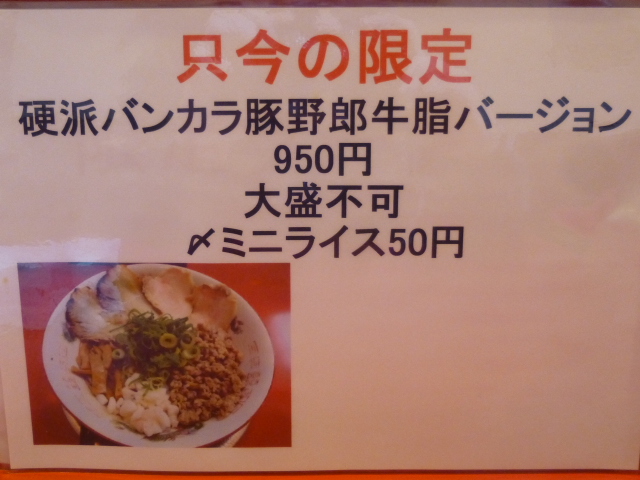 只今の限定
硬派バンカラ豚野郎牛脂バージョン
950円
大盛不可
〆ミニライス50円